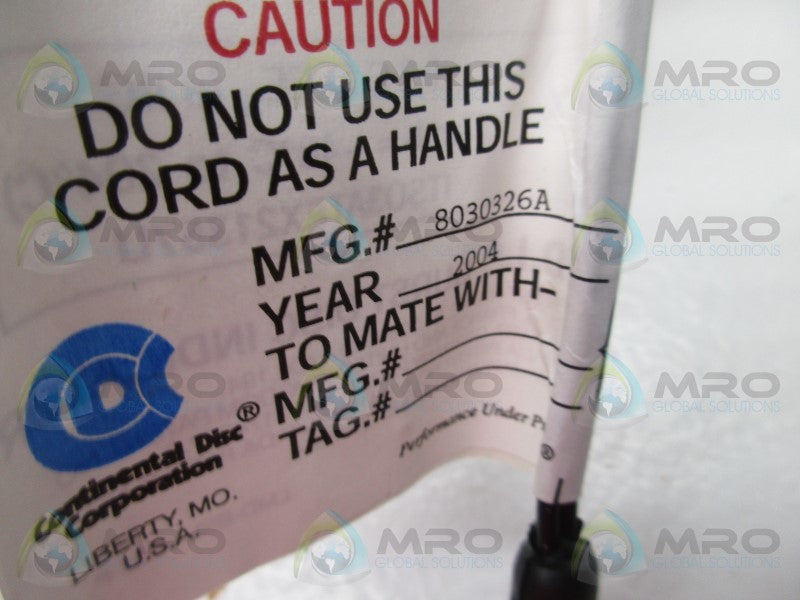 CAUTION
DO NOT USE THIS
CORD AS A HANDLE
MFG.# 8030326A
YEAR 2004
TO MATE WITH-
MFG.#
TAG.#
Performance Under
®
Continental Disc®
Corporation
LIBERTY, MO.
U.S.A.
MRO
GLOBAL SOLUTIONS